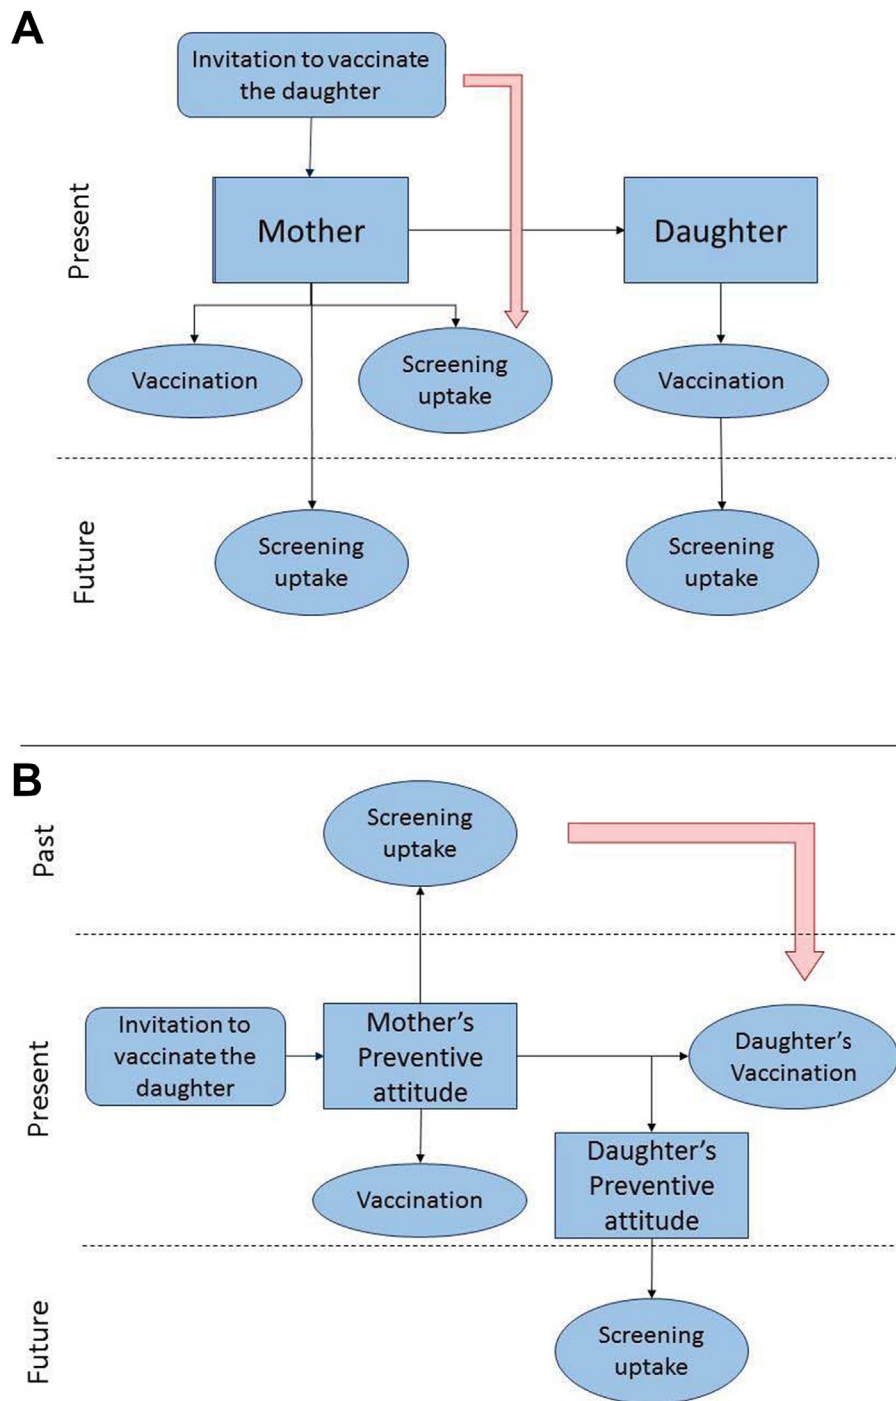 A
Invitation to vaccinate
the daughter
Present
Mother
Daughter
Vaccination
Screening
uptake
Vaccination
Future
Screening
uptake
Screening
uptake
B
Past
Screening
uptake
Present
Invitation to
vaccinate the
daughter
Mother's
Preventive
attitude
Daughter's
Vaccination
Vaccination
Daughter's
Preventive
attitude
Future
Screening
uptake